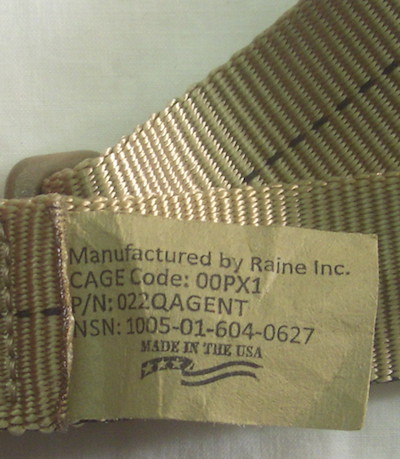 Manufactured by Raine Inc.
CAGE Code: 00PX1
P/N: 022QAGENT
NSN: 1005-01-604-0627
MADE IN THE USA